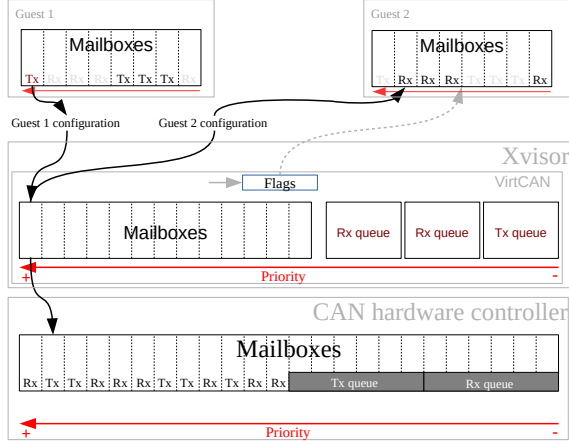 Guest 1
Guest 2
Mailboxes
Mailboxes
Tx Rx Rx Rx Tx Tx Tx Rx
Tx Rx Rx Rx Tx Tx Tx Rx
Guest 1 configuration
Guest 2 configuration
Xvisor
VirtCAN
Flags
Mailboxes
Rx queue
Rx queue
Tx queue
+ Priority -
CAN hardware controller
Mailboxes
Rx Tx Tx Rx Rx Rx Tx Tx Rx Rx Rx Rx
Tx queue
Rx queue
+ Priority -